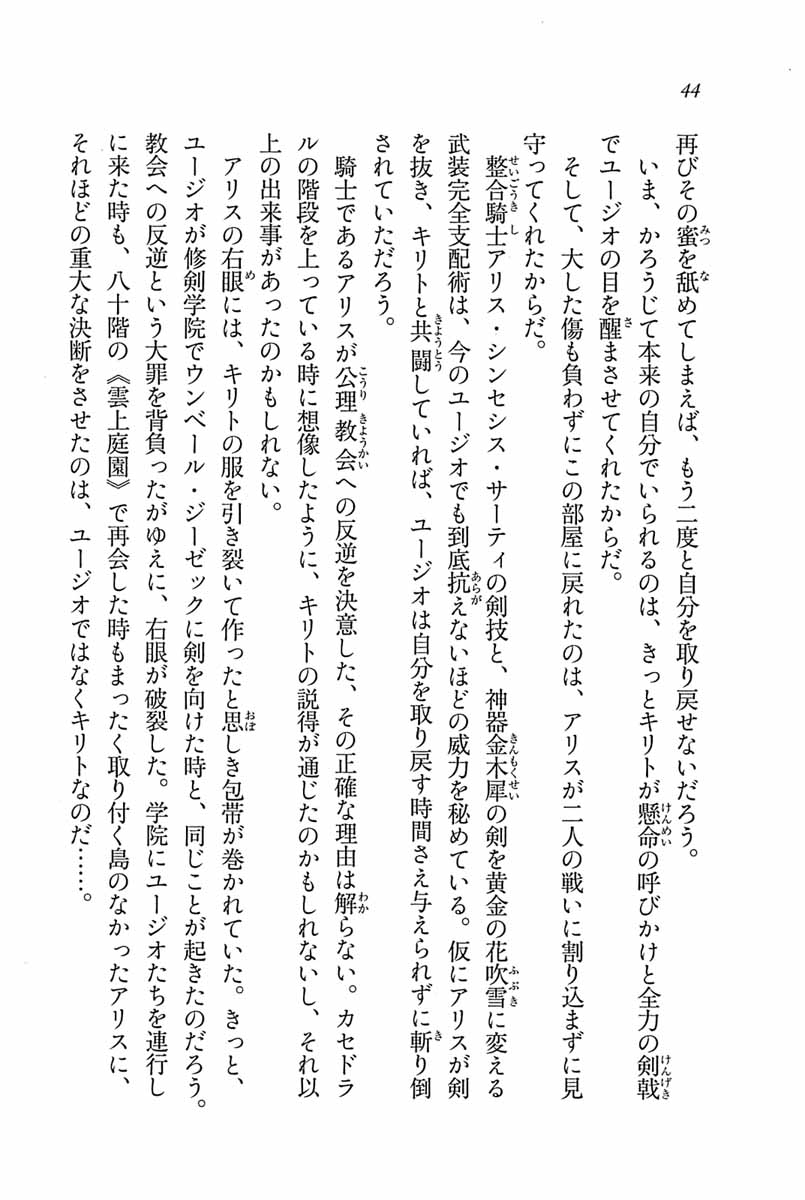 44
再びその蜜を舐めてしまえば、もう二度と自分を取り戻せないだろう。
いま、かろうじて本来の自分でいられるのは、きっとキリトが懸命の呼びかけと全力の剣戟
でユージオの目を醒まさせてくれたからだ。
そして、大した傷も負わずにこの部屋に戻れたのは、アリスが二人の戦いに割り込まずに見
守ってくれたからだ。
整合騎士アリス・シンセシス・サーティの剣技と、神器金木犀の剣を黄金の花吹雪に変える
武装完全支配術は、今のユージオでも到底抗えないほどの威力を秘めている。仮にアリスが剣
を抜き、キリトと共闘していれば、ユージオは自分を取り戻す時間さえ与えられずに斬り倒
されていただろう。
騎士であるアリスが公理教会への反逆を決意した、その正確な理由は解らない。カセドラ
ルの階段を上っている時に想像したように、キリトの説得が通じたのかもしれないし、それ以
上の出来事があったのかもしれない。
アリスの右眼には、キリトの服を引き裂いて作ったと思しき包帯が巻かれていた。きっと、
ユージオが修剣学院でウンベール・ジーゼックに剣を向けた時と、同じことが起きたのだろう。
教会への反逆という大罪を背負ったがゆえに、右眼が破裂した。学院にユージオたちを連行し
に来た時も、八十階の《雲上庭園》で再会した時もまったく取り付く島のなかったアリスに、
それほどの重大な決断をさせたのは、ユージオではなくキリトなのだ……。